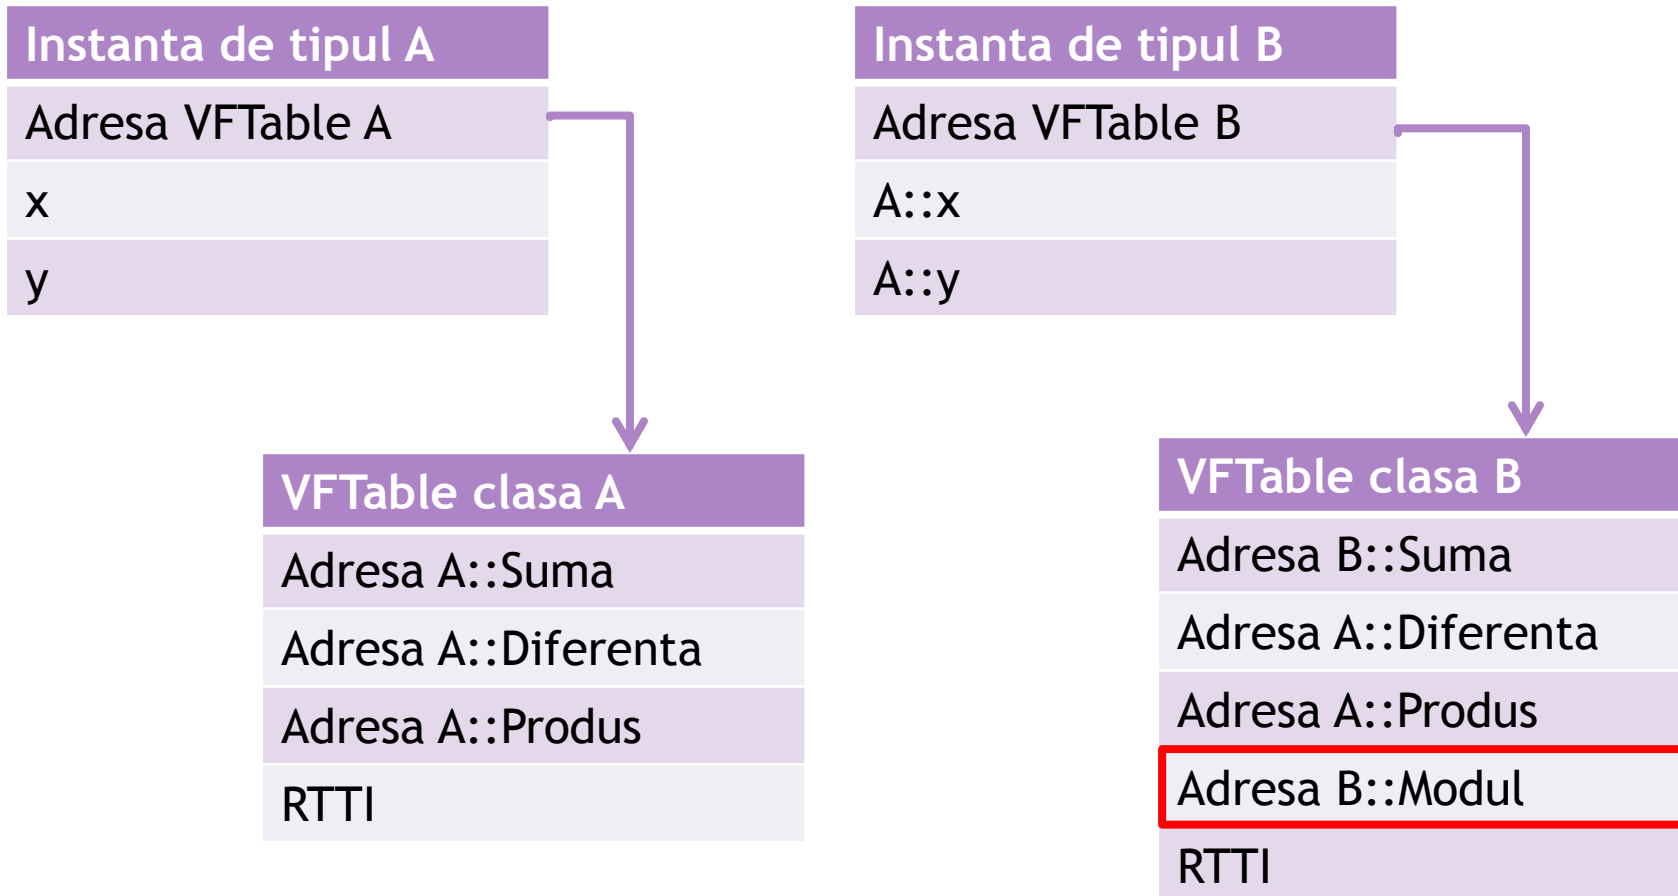 Instanta de tipul A
Adresa VFTable A
x
y
Instanta de tipul B
Adresa VFTable B
A::x
A::y
VFTable clasa A
Adresa A::Suma
Adresa A::Diferenta
Adresa A::Produs
RTTI
VFTable clasa B
Adresa B::Suma
Adresa A::Diferenta
Adresa A::Produs
Adresa B::Modul
RTTI